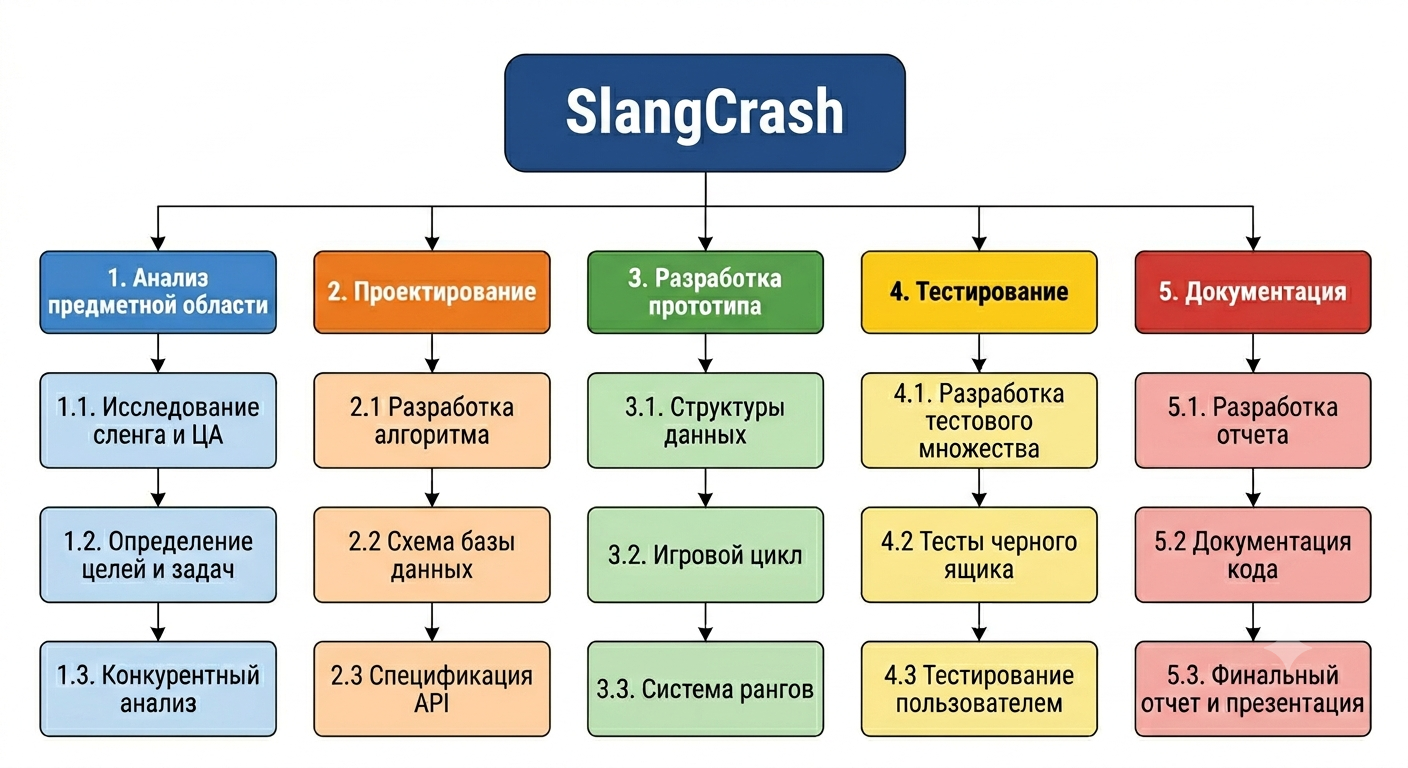 SlangCrash
1. Анализ
предметной области
2. Проектирование
3. Разработка
прототипа
4. Тестирование
5. Документация
1.1. Исследование
сленга и ЦА
2.1 Разработка
алгоритма
3.1. Структуры
данных
4.1. Разработка
тестового
множества
5.1. Разработка
отчета
1.2. Определение
целей и задач
2.2 Схема базы
данных
3.2. Игровой цикл
4.2 Тесты черного
ящика
5.2 Документация
кода
1.3. Конкурентный
анализ
2.3 Спецификация
API
3.3. Система рангов
4.3 Тестирование
пользователем
5.3. Финальный
отчет и презентация